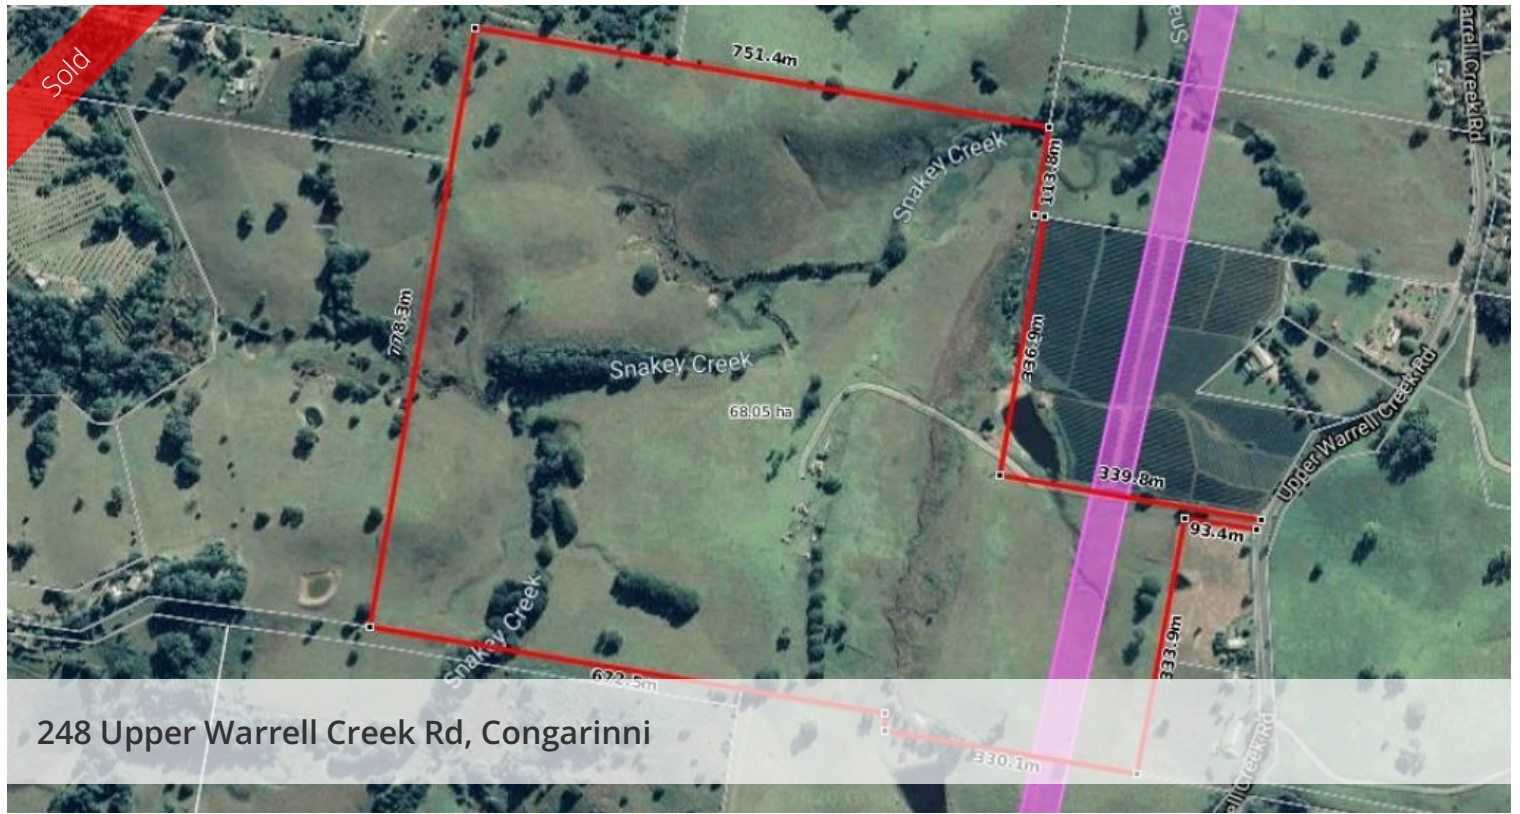 Sold
751.4m
Snakey Creek
113.8m
778.3m
336.9m
Snakey Creek
68.05 ha
Upper Warrell Creek Rd
339.8m
93.4m
Snakey Creek
333.9m
672.5m
248 Upper Warrell Creek Rd, Congarinni
330.1m